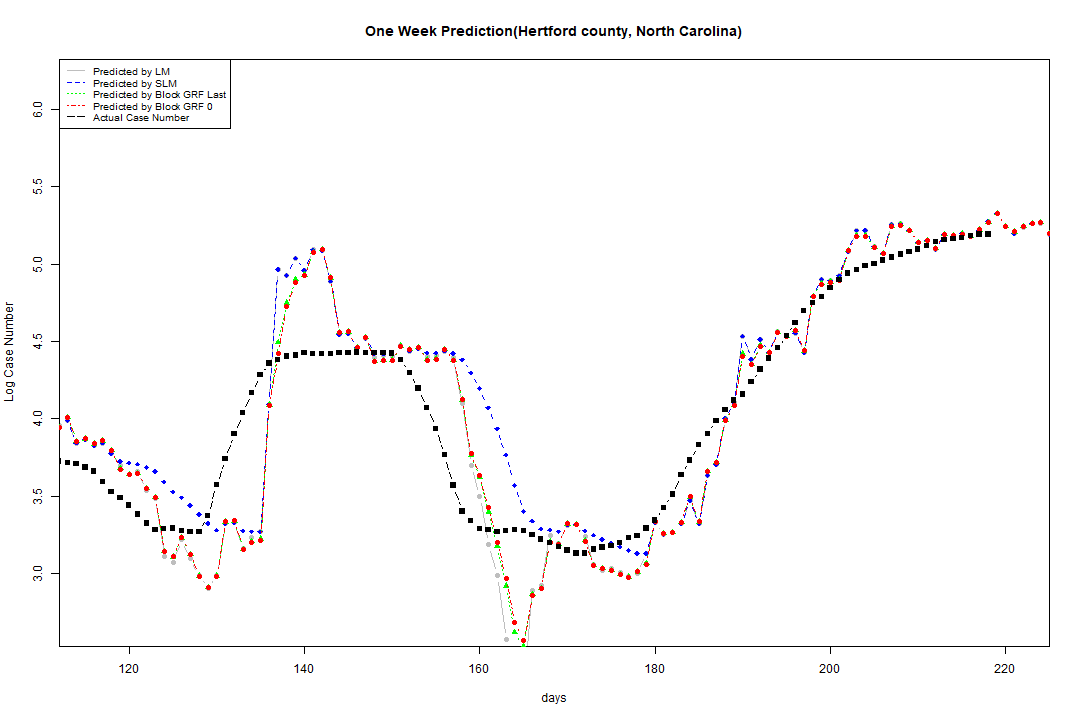 One Week Prediction(Hertford county, North Carolina)
Predicted by LM
Predicted by SLM
Predicted by Block GRF Last
Predicted by Block GRF 0
Actual Case Number
6.0
5.5
5.0
4.5
4.0
3.5
3.0
Log Case Number
120 140 160 180 200 220
days